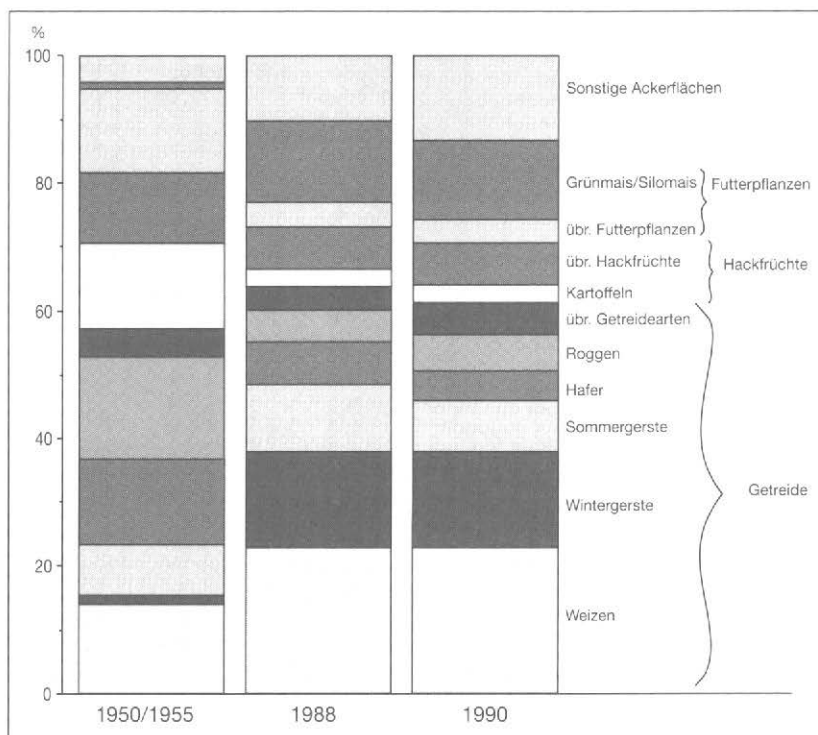 %
100
80
60
40
20
0
1950/1955
1988
1990
Sonstige Ackerflächen
Grünmais/Silomais
Futterpflanzen
übr. Futterpflanzen
übr. Hackfrüchte
Hackfrüchte
Kartoffeln
übr. Getreidearten
Roggen
Hafer
Sommergerste
Getreide
Wintergerste
Weizen